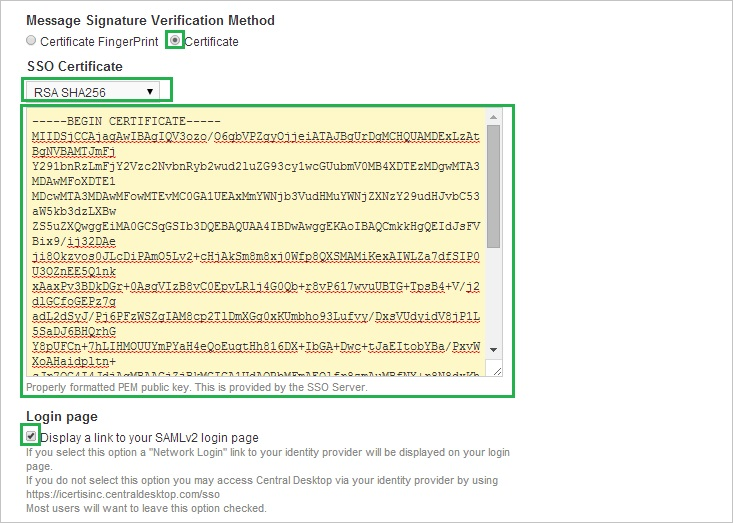 Message Signature Verification Method
Certificate FingerPrint Certificate
SSO Certificate
RSA SHA256
-----BEGIN CERTIFICATE-----
MIIDSjCCAjagAwIBAgIQV3ozo/O6gbVPZgyOjjeiATAJBgUrDgMCHQUAMDExLzAt
BgNVBAMTJmFj
Y291bnRzLmFjY2Vzc2NvbnRyb2wud2luZG93cy1wcGUubmV0MB4XDTEzMDgwMTA3
MDAwMFoXDTE1
MDcwMTA3MDAwMFowMTEvMC0GA1UEAxMmYWNjb3VudHMuYWNjZXNzY29udHJvbC53
aW5kb3dzLXBw
ZS5uZXQwggEiMA0GCSqGSIb3DQEBAQUAA4IBDwAwggEKAoIBAQCmkkHgQEIdJsFV
Bix9/ij32DAe
ji8Okzvos0JLcDiPAmO5Lv2+cHjAkSm8m8xj0Wfp8QXSMAMiKexAIWLZa7dfSIP0
U3OZnEE5Q1nk
xAaxPv3BDkDGr+0AsgVIzB8vC0EpvLRlj4G0Qb+r8vP617wvuUBTG+TpsB4+V/j2
dlGCfoGEPz7g
adL2dSyJ/Pj6PFzWSZgIAM8cp2TlDmXGg0xKUmbho93Lufvy/DxsVUdyidV8jP1L
5SaDJ6BHQrhG
Y8pUFCn+7hLIHMOUUYmPYaH4eQoEugtHh816DX+IbGA+Dwc+tJaEItobYBa/PxvW
XoAHaidpltn+
Properly formatted PEM public key. This is provided by the SSO Server.
Login page
Display a link to your SAMLv2 login page
If you select this option a "Network Login" link to your identity provider will be displayed on your login
page.
If you do not select this option you may access Central Desktop via your identity provider by using
https://icertisinc.centraldesktop.com/sso
Most users will want to leave this option checked.